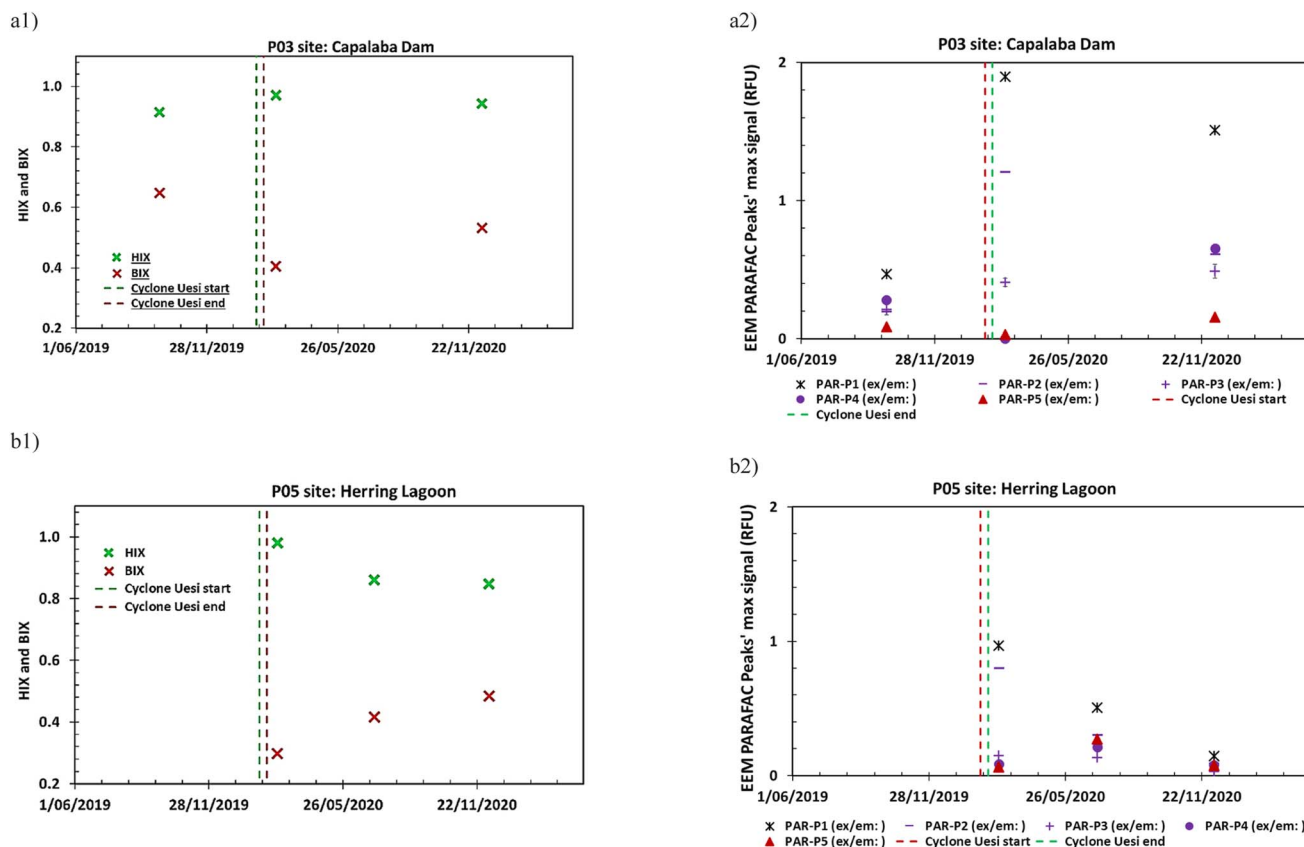 a1)
P03 site: Capalaba Dam
HIX and BIX
1.0
0.8
0.6
0.4
0.2
HIX
BIX
Cyclone Uesi start
Cyclone Uesi end
1/06/2019 28/11/2019 26/05/2020 22/11/2020
a2)
P03 site: Capalaba Dam
EEM PARAFAC Peaks' max signal (RFU)
2
1
0
1/06/2019 28/11/2019 26/05/2020 22/11/2020
PAR-P1 (ex/em: ) PAR-P2 (ex/em: ) PAR-P3 (ex/em: )
PAR-P4 (ex/em: ) PAR-P5 (ex/em: ) Cyclone Uesi start
Cyclone Uesi end
b1)
P05 site: Herring Lagoon
HIX and BIX
1.0
0.8
0.6
0.4
0.2
HIX
BIX
Cyclone Uesi start
Cyclone Uesi end
1/06/2019 28/11/2019 26/05/2020 22/11/2020
b2)
P05 site: Herring Lagoon
EEM PARAFAC Peaks' max signal (RFU)
2
1
0
1/06/2019 28/11/2019 26/05/2020 22/11/2020
PAR-P1 (ex/em: ) PAR-P2 (ex/em: ) PAR-P3 (ex/em: ) PAR-P4 (ex/em: )
PAR-P5 (ex/em: ) Cyclone Uesi start Cyclone Uesi end